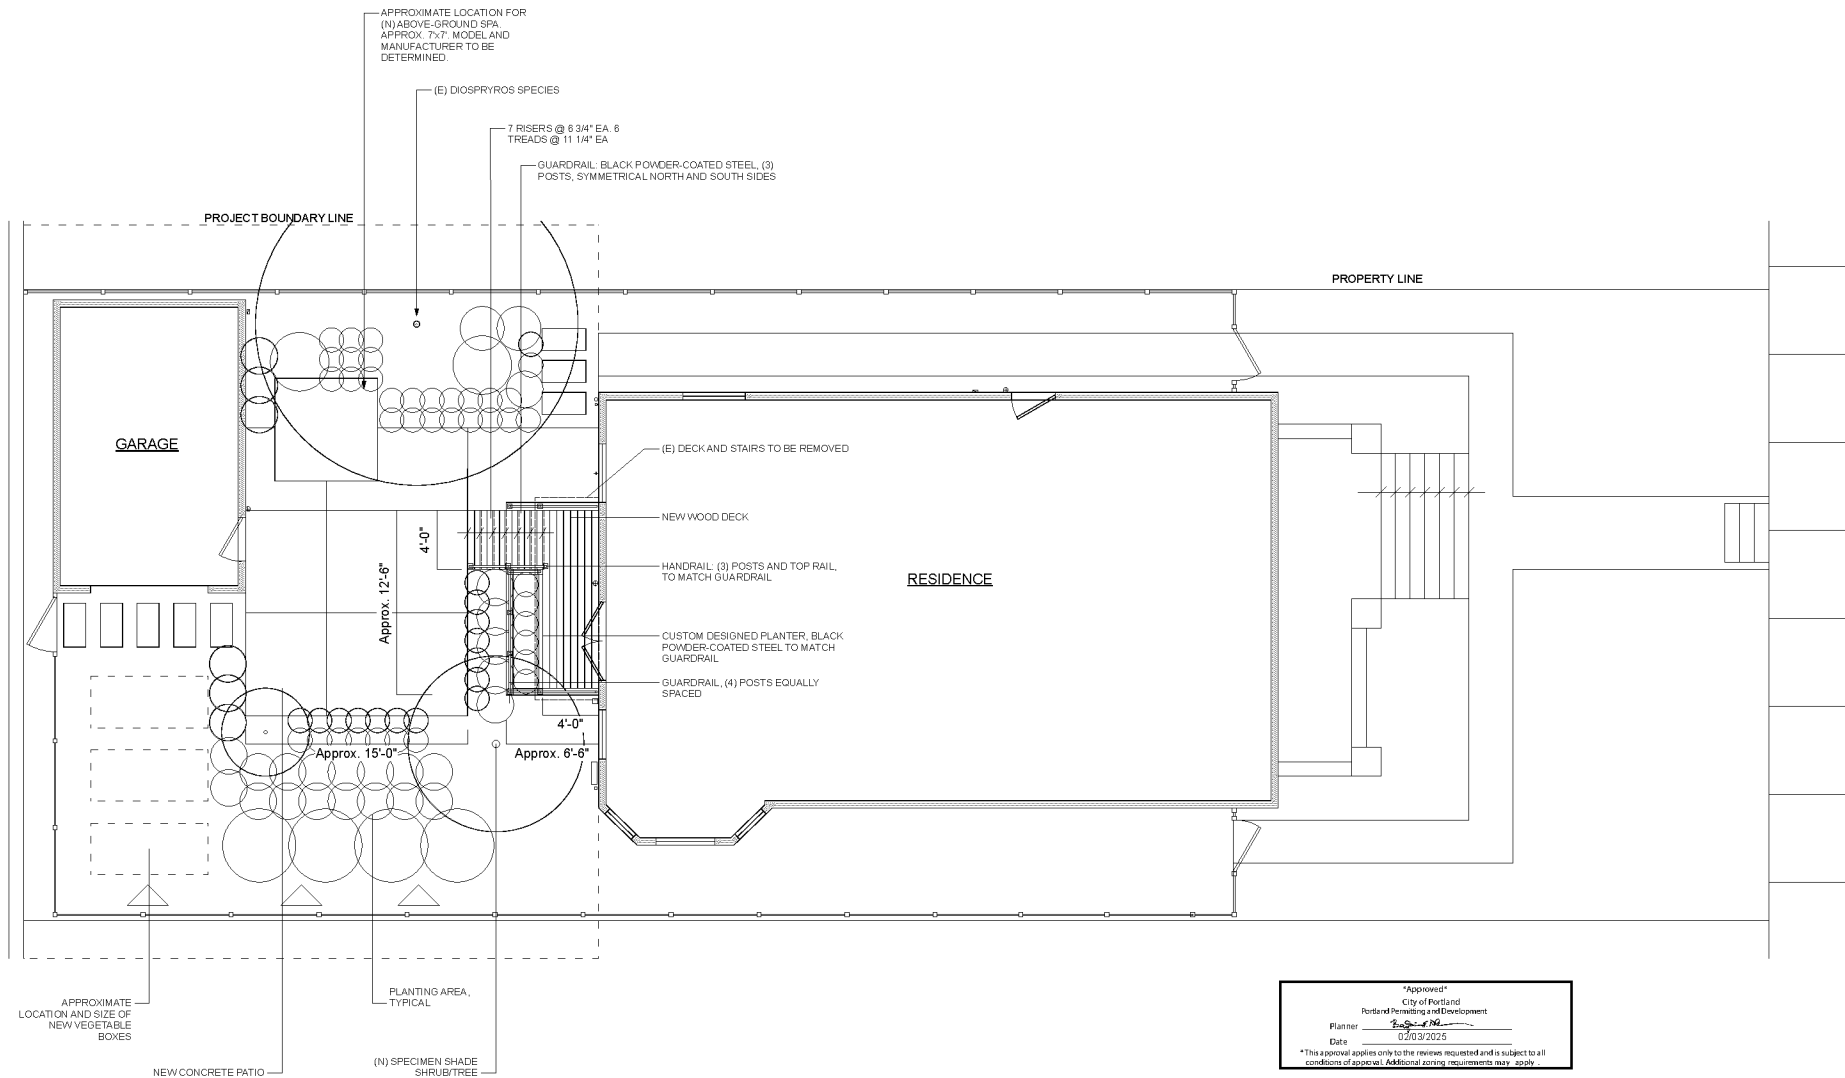 APPROXIMATE LOCATION FOR
(N) ABOVE-GROUND SPA.
APPROX. 7'x7'. MODEL AND
MANUFACTURER TO BE
DETERMINED.
(E) DIOSPRYROS SPECIES
7 RISERS @ 6 3/4" EA. 6
TREADS @ 11 1/4" EA
GUARDRAIL: BLACK POWDER-COATED STEEL, (3)
POSTS, SYMMETRICAL NORTH AND SOUTH SIDES
PROJECT BOUNDARY LINE
PROPERTY LINE
GARAGE
(E) DECK AND STAIRS TO BE REMOVED
NEW WOOD DECK
4'-0"
HANDRAIL: (3) POSTS AND TOP RAIL,
TO MATCH GUARDRAIL
RESIDENCE
Approx. 12'-6"
CUSTOM DESIGNED PLANTER, BLACK
POWDER-COATED STEEL TO MATCH
GUARDRAIL
GUARDRAIL, (4) POSTS EQUALLY
SPACED
4'-0"
Approx. 15'-0"
Approx. 6'-6"
APPROXIMATE
LOCATION AND SIZE OF
NEW VEGETABLE
BOXES
PLANTING AREA,
TYPICAL
NEW CONCRETE PATIO
(N) SPECIMEN SHADE
SHRUB/TREE
*Approved*
City of Portland
Portland Permitting and Development
Planner
Date 02/03/2025
* This approval applies only to the reviews requested and is subject to all
conditions of approval. Additional zoning requirements may apply .